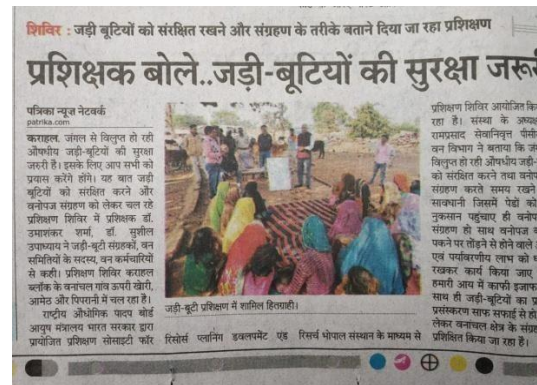 शिविर : जड़ी बूटियों को संरक्षित रखने और संग्रहण के तरीके बताने दिया जा रहा प्रशिक्षण
प्रशिक्षक बोले..जड़ी-बूटियों की सुरक्षा जरू
पत्रिका न्यूज नेटवर्क
patrika.com
कराहल. जंगल से विलुप्त हो रही
औषधीय जड़ी-बूटियों की सुरक्षा
जरुरी है। इसके लिए आप सभी को
प्रयास करेंगे होंगे। यह बात जड़ी
बूटियों को संरक्षित करने और
वनोपज संग्रहण को लेकर चल रहे
प्रशिक्षण शिविर में प्रशिक्षक डॉ.
उमाशंकर शर्मा, डॉ. सुशील
उपाध्याय ने जड़ी-बूटी संग्रहकों, वन
समितियों के सदस्य, वन कर्मचारियों
से कही। प्रशिक्षण शिविर कराहल
ब्लॉक के वनांचल गांव ऊपरी खोरी,
आमेठ और पिपरानी में चल रहा है।
राष्ट्रीय औधोगिक पादप बोर्ड
आयुष मंत्रालय भारत सरकार द्वारा
प्रायोजित प्रशिक्षण सोसाइटी फॉर
जड़ी-बूटी प्रशिक्षण में शामिल हितग्राही।
रिसोर्स प्लानिंग डवलपमेंट एंड रिसर्च भोपाल संस्थान के माध्यम से
प्रशिक्षण शिविर आयोजित कि
रहा है। संस्था के अध्यक्ष
रामप्रसाद सेवानिवृत्त पीसी
वन विभाग ने बताया कि जं
विलुप्त हो रही औषधीय जड़ी-
को संरक्षित करने तथा वनोप
संग्रहण करते समय रखने
सावधानी जिसमें पेड़ों को
नुकसान पहुंचाए ही वनोप
संग्रहण हो साथ वनोपज व
पकने पर तोड़ने से होने वाले अ
एवं पर्यावरणीय लाभ को ध
रखकर कार्य किया जाए
हमारी आय में काफी इजाफ
साथ ही जड़ी-बूटियों का प्र
प्रसंस्करण साफ सफाई से हो
लेकर वनाचल क्षेत्र के संग्रह
प्रशिक्षित किया जा रहा है।